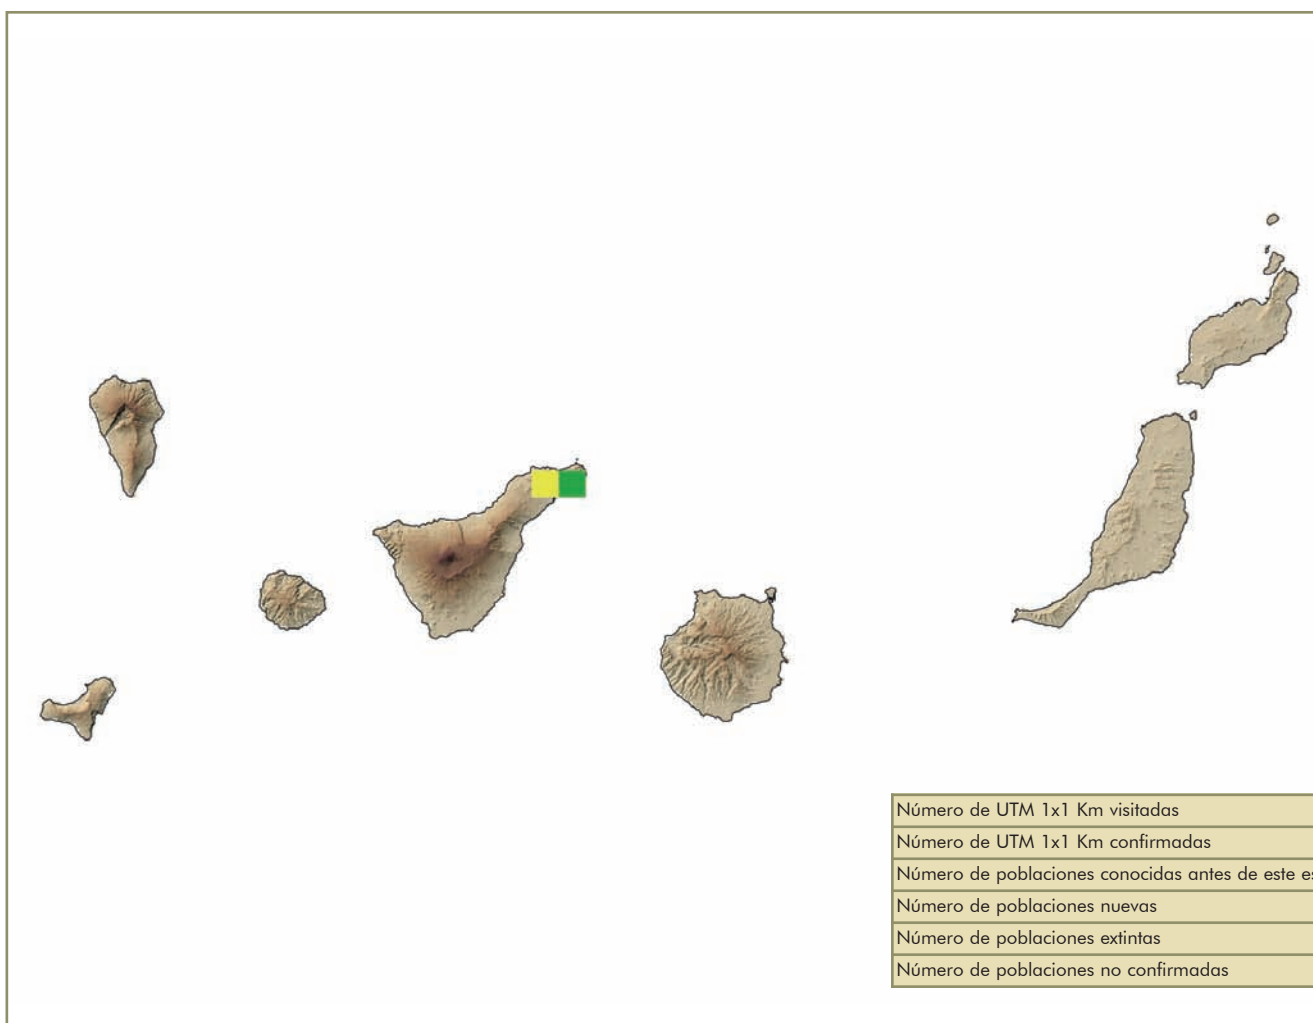 Número de UTM 1x1 Km visitadas
Número de UTM 1x1 Km confirmadas
Número de poblaciones conocidas antes de este es
Número de poblaciones nuevas
Número de poblaciones extintas
Número de poblaciones no confirmadas